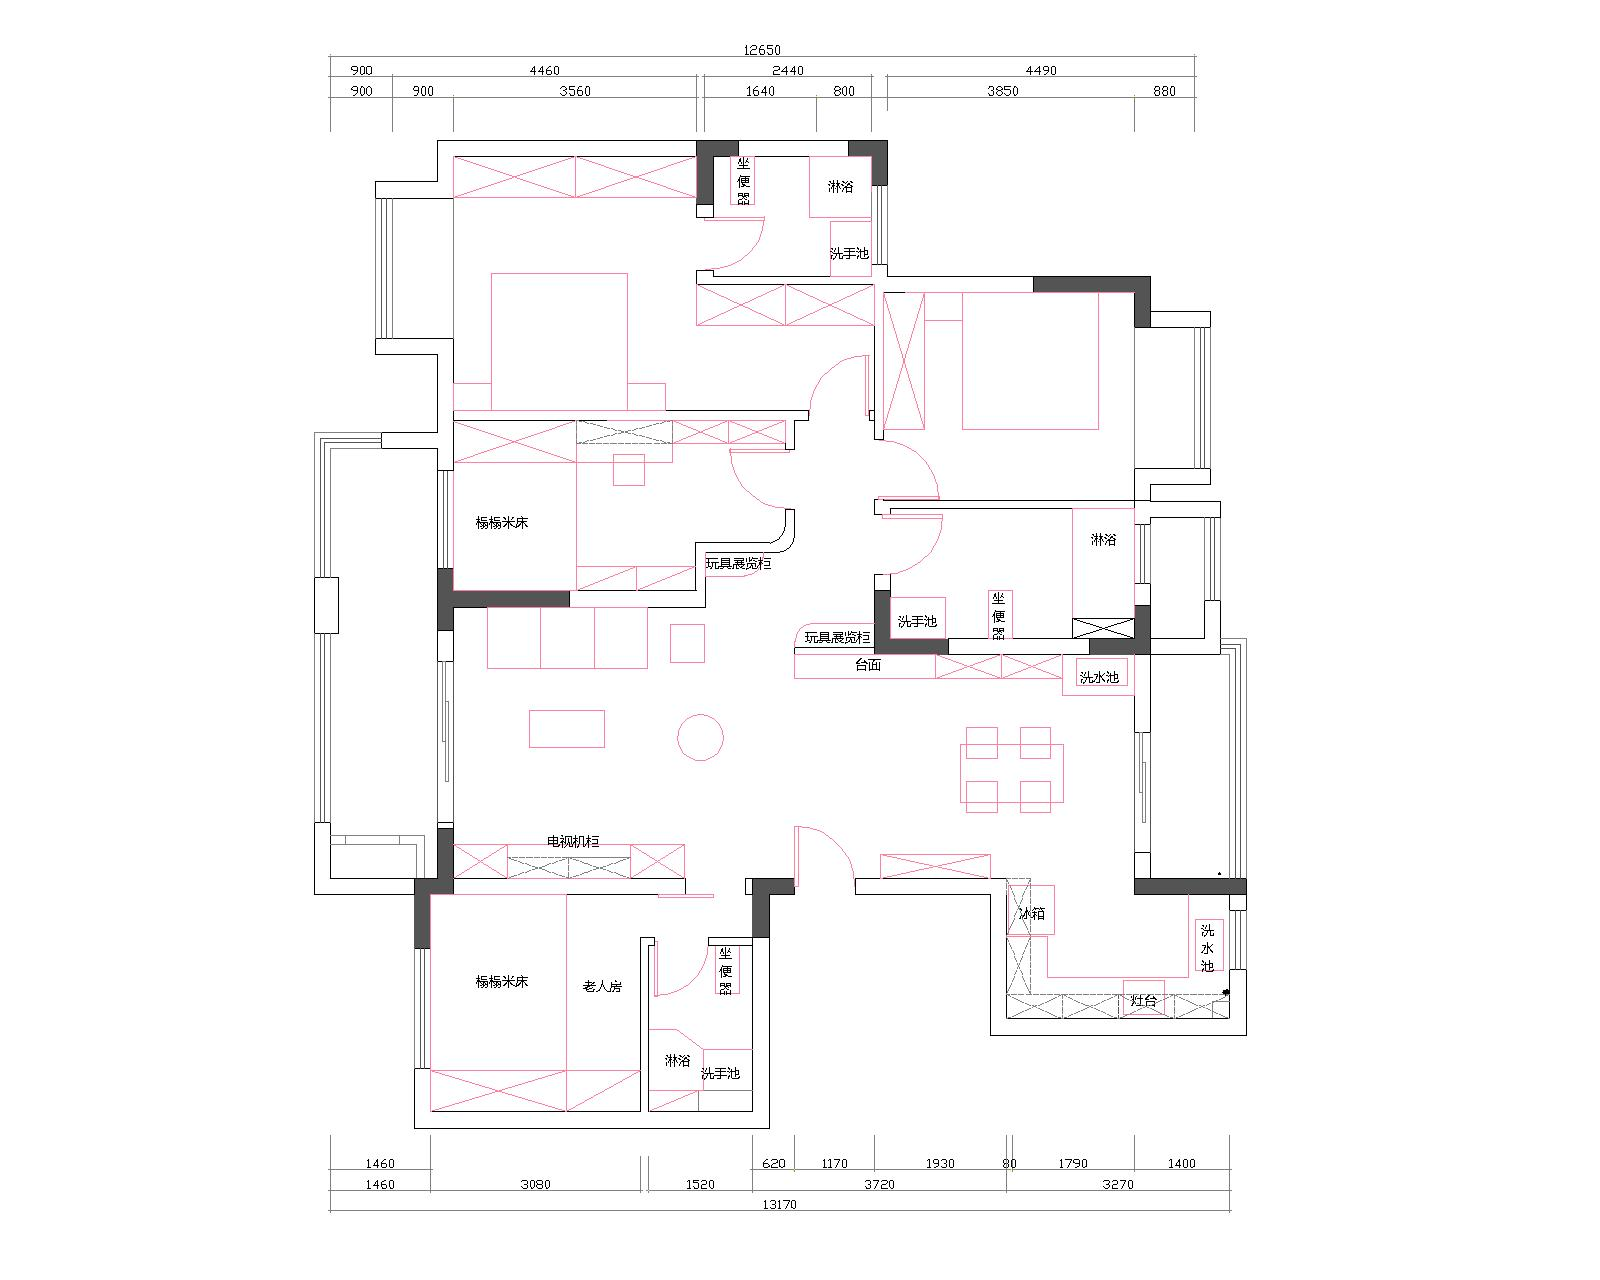 12650
900 4460 2440 4490
900 900 3560 1640 800 3850 880
坐便器
淋浴
洗手池
榻榻米床
玩具展览柜
淋浴
坐便器
洗手池
玩具展览柜
台面
洗水池
电视机柜
冰箱
洗水池
灶台
榻榻米床
老人房
坐便器
淋浴
洗手池
1460 620 1170 1930 80 1790 1400
1460 3080 1520 3720 3270
13170